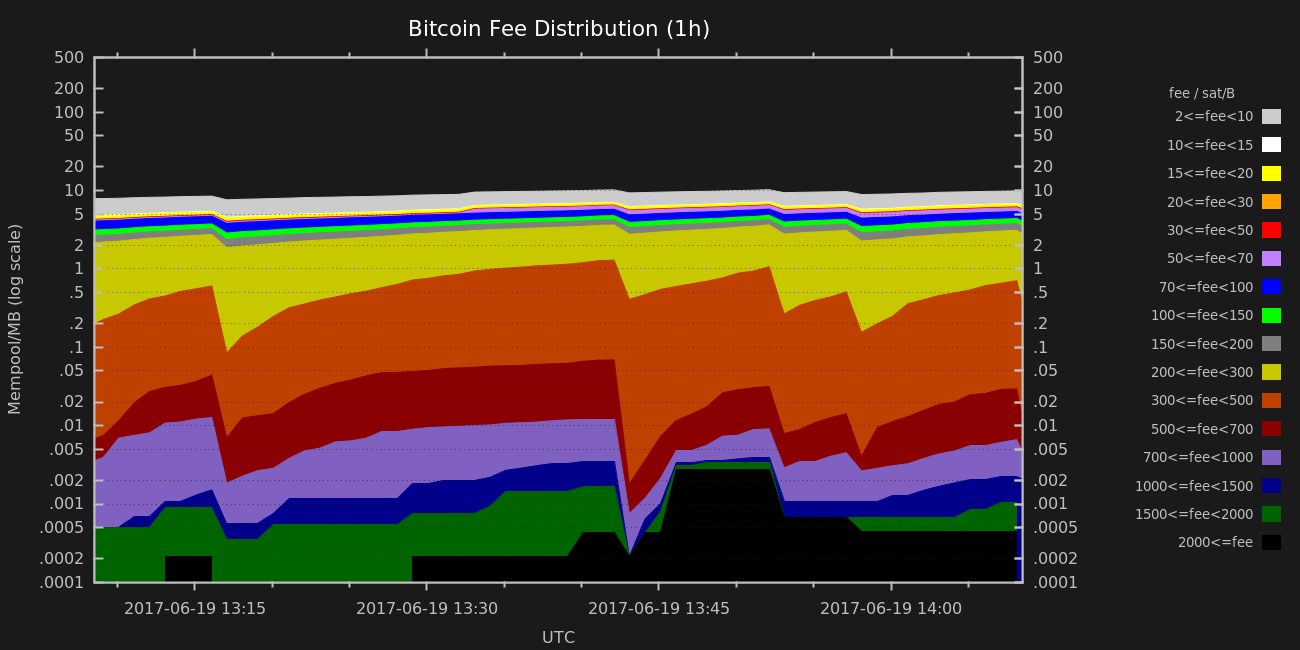 Bitcoin Fee Distribution (1h)
Mempool/MB (log scale)
500
200
100
50
20
10
5
2
1
.5
.2
.1
.05
.02
.01
.005
.002
.001
.0005
.0002
.0001
500
200
100
50
20
10
5
2
1
.5
.2
.1
.05
.02
.01
.005
.002
.001
.0005
.0002
.0001
2017-06-19 13:15
2017-06-19 13:30
2017-06-19 13:45
2017-06-19 14:00
UTC
fee / sat/B
2<=fee<10
10<=fee<15
15<=fee<20
20<=fee<30
30<=fee<50
50<=fee<70
70<=fee<100
100<=fee<150
150<=fee<200
200<=fee<300
300<=fee<500
500<=fee<700
700<=fee<1000
1000<=fee<1500
1500<=fee<2000
2000<=fee